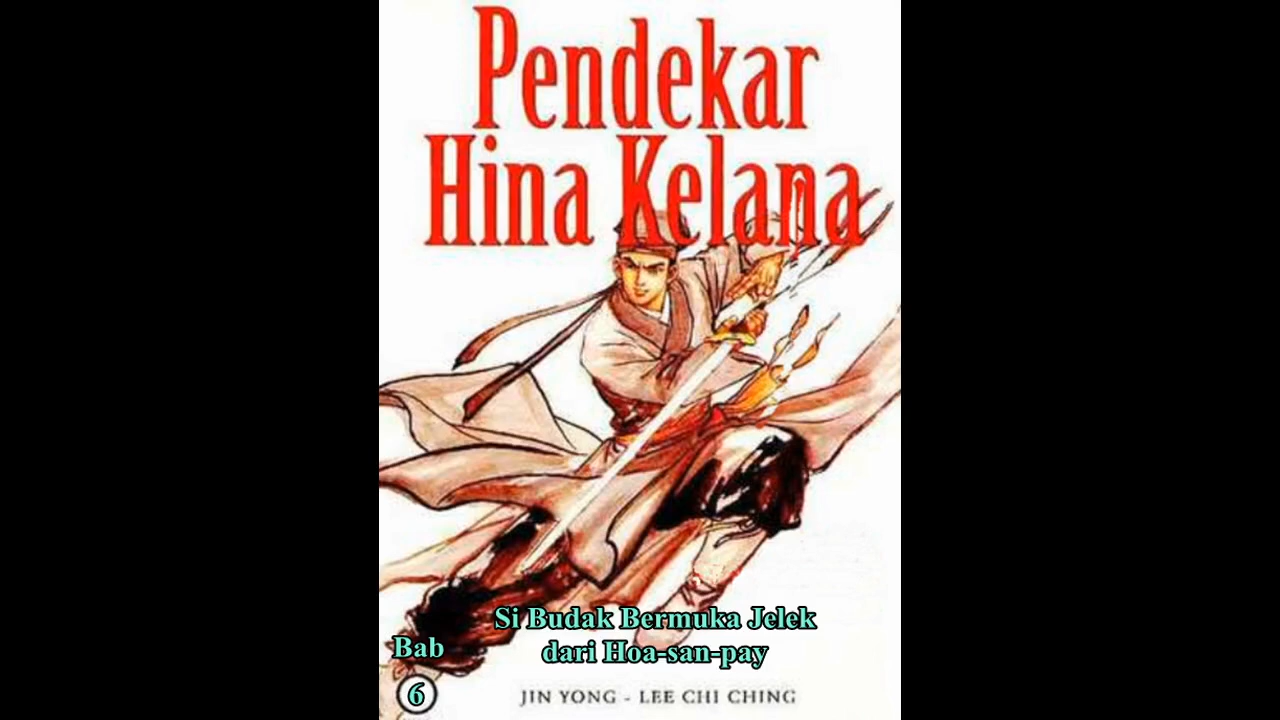 Pendekar
Hina Kelana
Si Budak Bermuka Jelek
dari Hoa-san-pay
Bab
6
JIN YONG - LEE CHI CHING